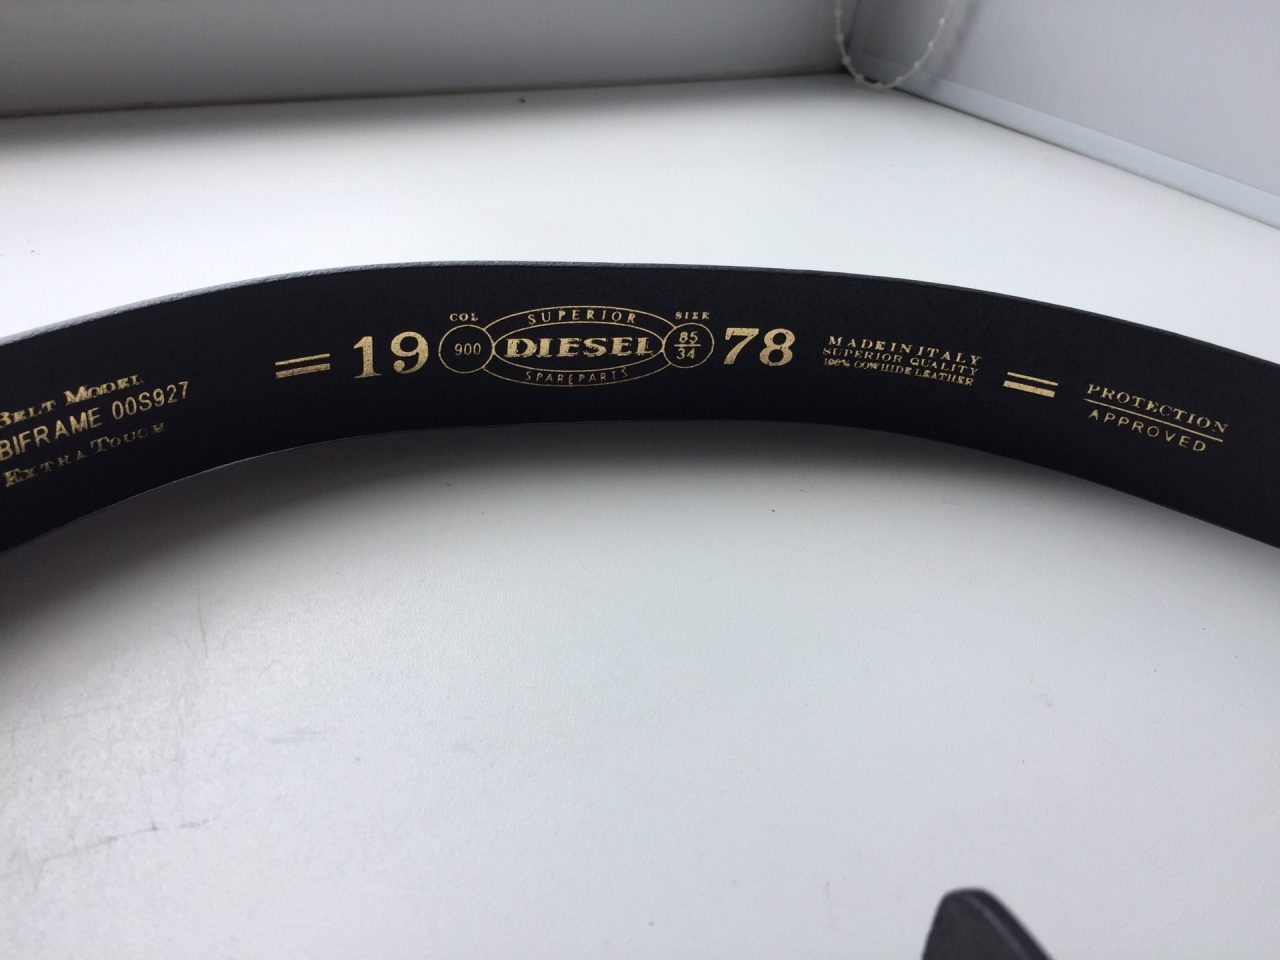 BELT MODEL
BIFRAME 00S927
EXTRA TOUCH
= 19
COL
900
SUPERIOR
DIESEL
SPAREPARTS
SIZE
85
34
78
MADE IN ITALY
SUPERIOR QUALITY
100% COWHIDE LEATHER
=
PROTECTION
APPROVED